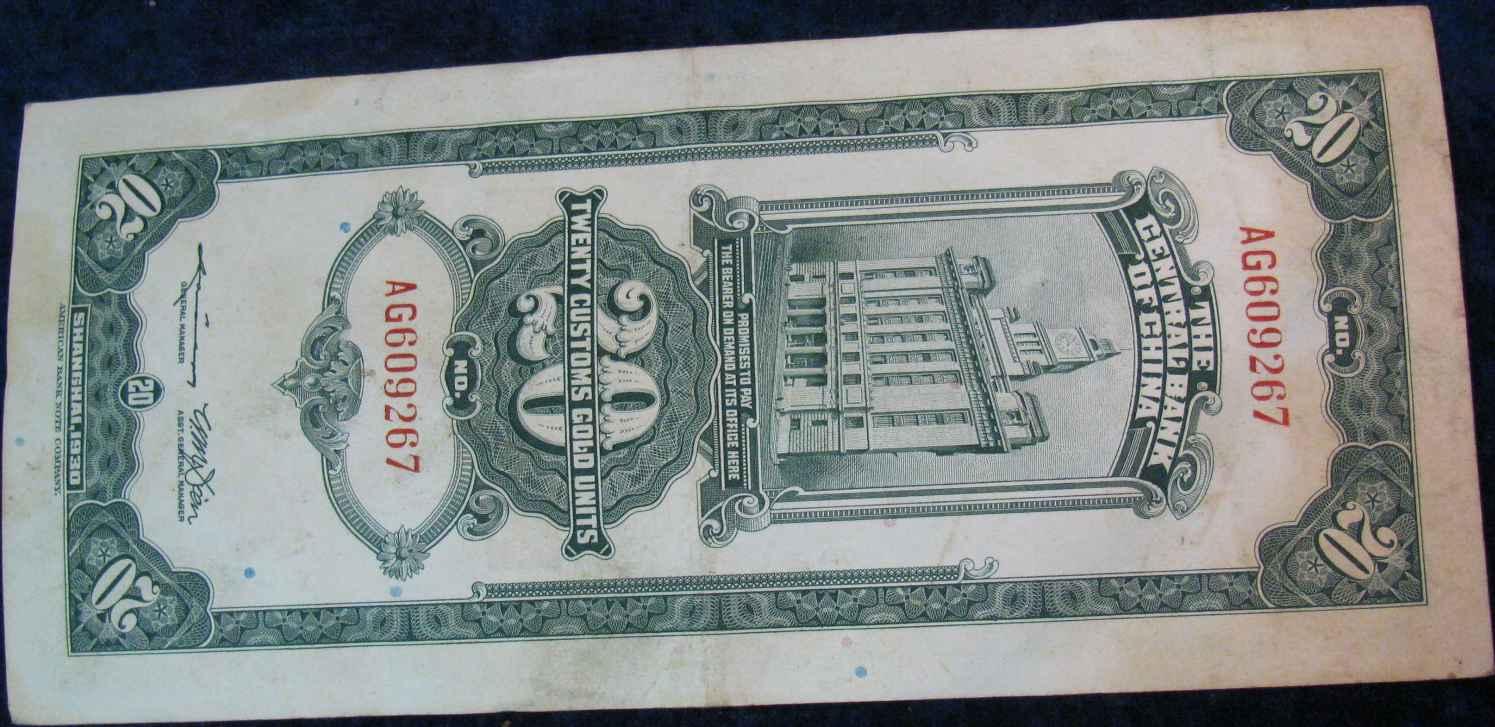 20 20
NO.
AG609267
THE
CENTRAL BANK
OF CHINA
PROMISES TO PAY
THE BEARER ON DEMAND AT ITS OFFICE HERE
20
TWENTY CUSTOMS GOLD UNITS
NO.
AG609267
GENERAL MANAGER
ASST. GENERAL MANAGER
20
20 20
SHANGHAI, 1930
AMERICAN BANK NOTE COMPANY.